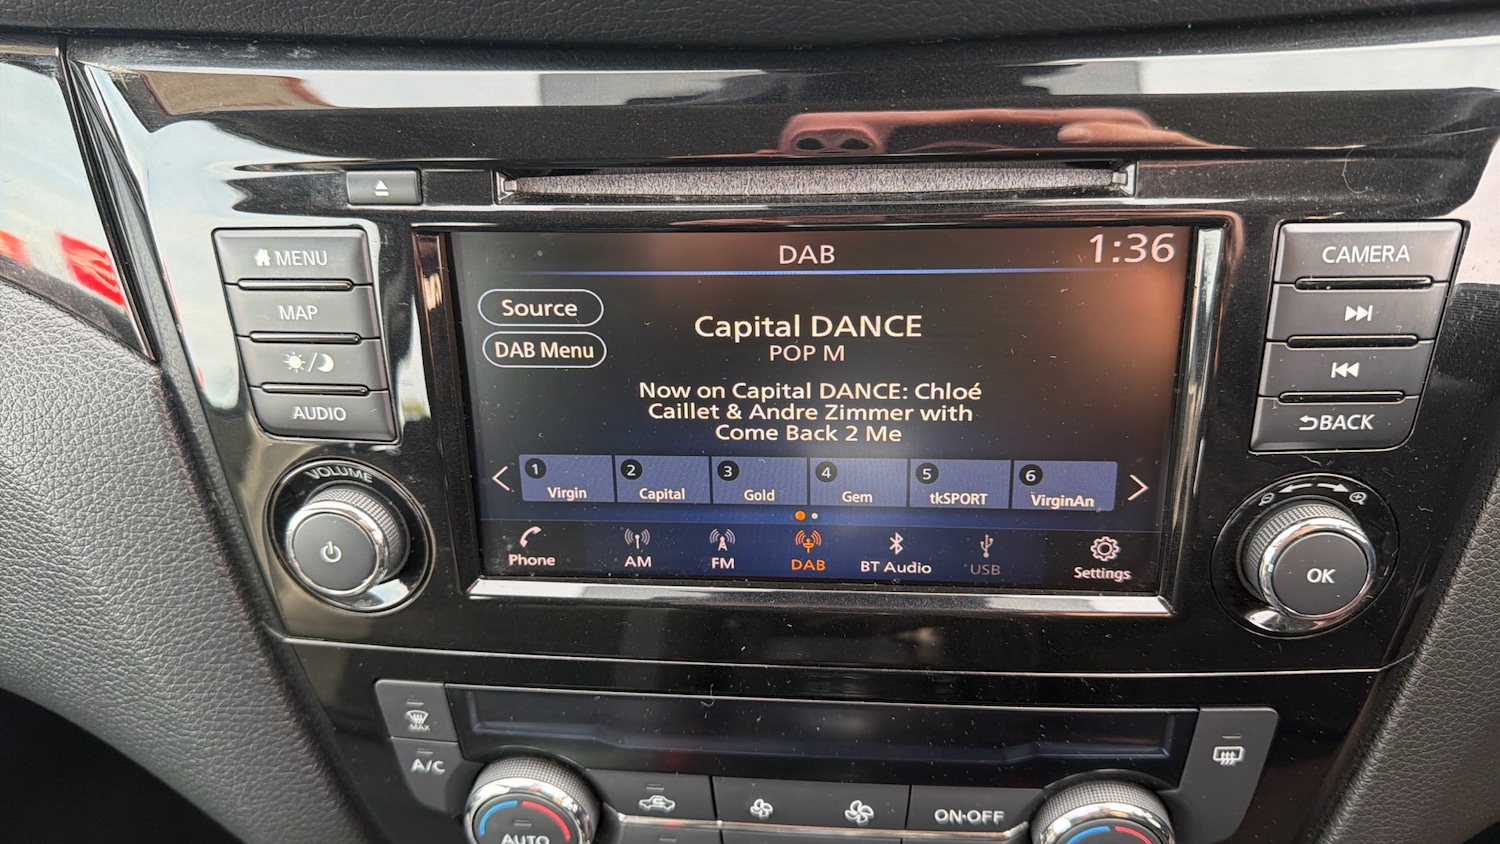 MENU
MAP
AUDIO
VOLUME
DAB
1:36
Source
DAB Menu
Capital DANCE
POP M
Now on Capital DANCE: Chloé
Caillet & Andre Zimmer with
Come Back 2 Me
1 Virgin
2 Capital
3 Gold
4 Gem
5 tkSPORT
6 VirginAn
Phone
AM
FM
DAB
BT Audio
USB
Settings
CAMERA
BACK
OK
MAX
A/C
AUTO
ON·OFF